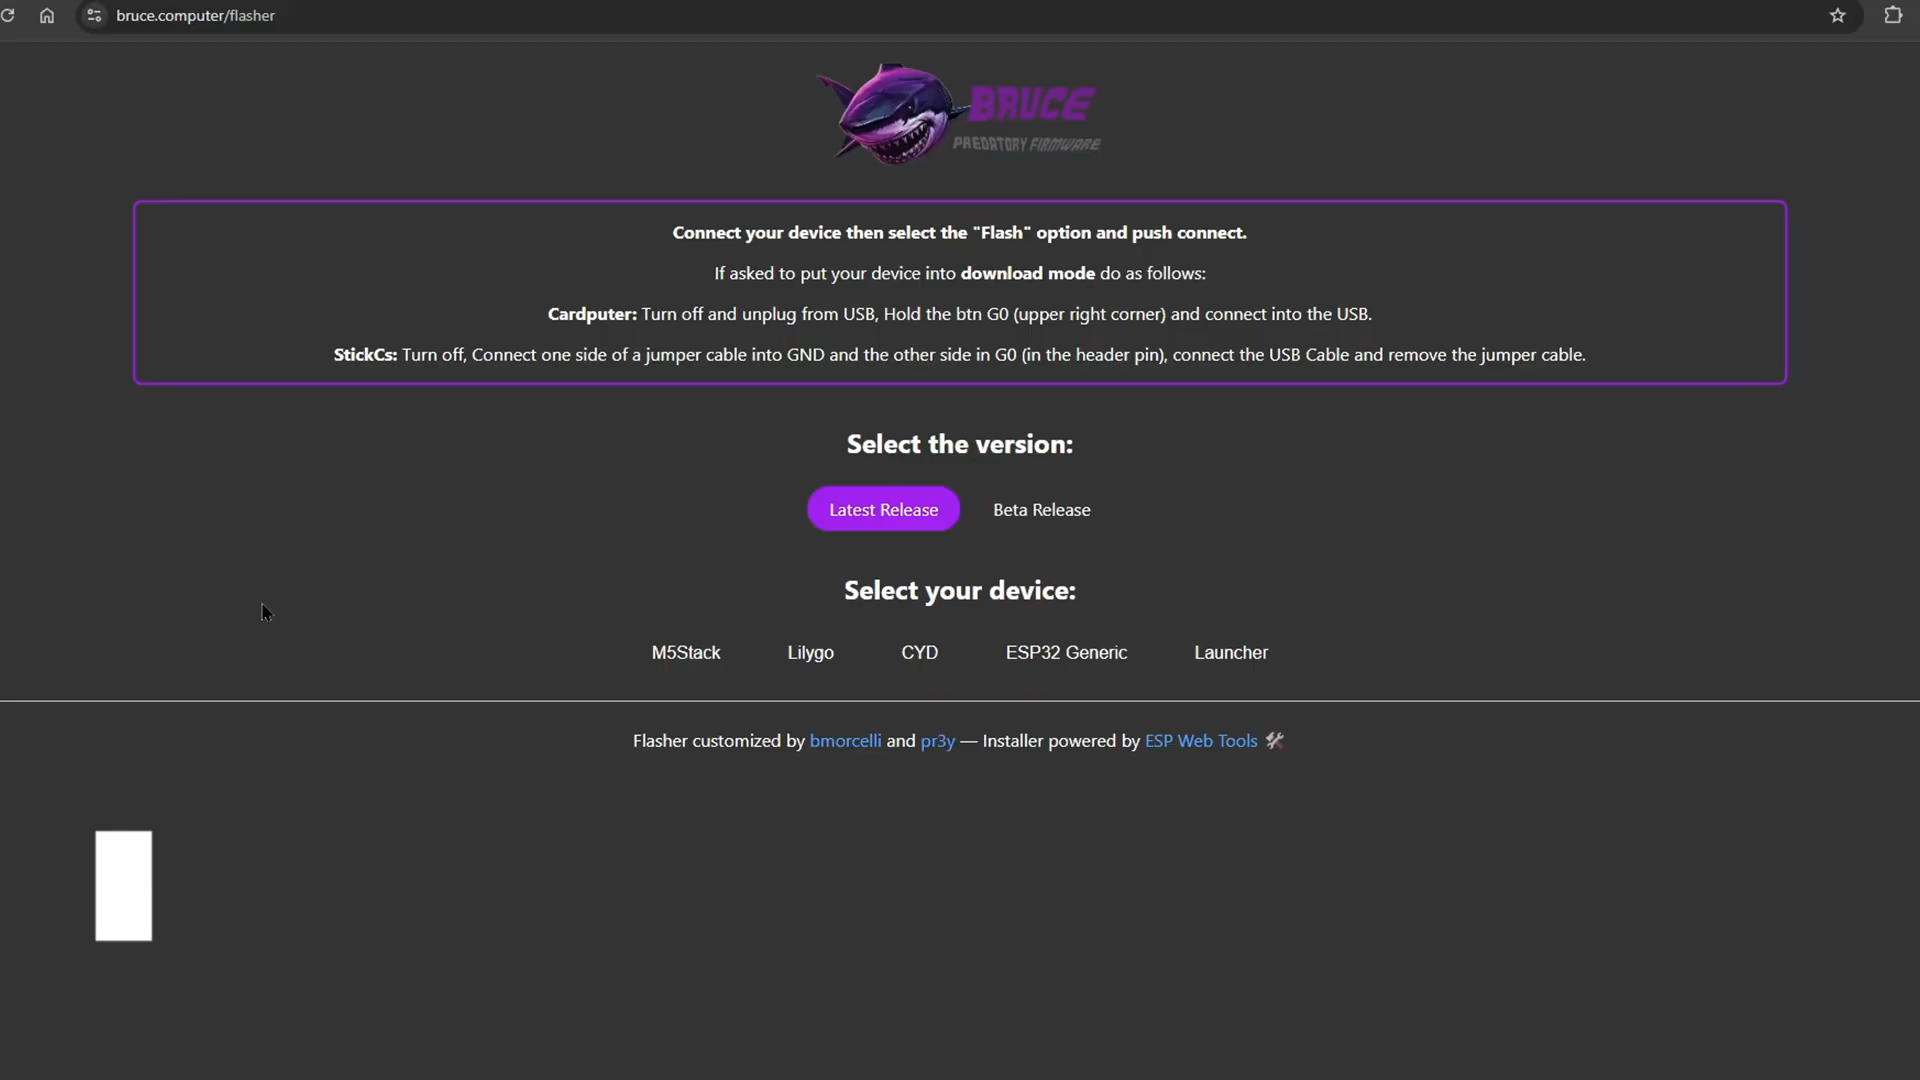 bruce.computer/flasher
BRUCE
PREDATORY FIRMWARE
Connect your device then select the "Flash" option and push connect.
If asked to put your device into download mode do as follows:
Cardputer: Turn off and unplug from USB, Hold the btn G0 (upper right corner) and connect into the USB.
StickCs: Turn off, Connect one side of a jumper cable into GND and the other side in G0 (in the header pin), connect the USB Cable and remove the jumper cable.
Select the version:
Latest Release Beta Release
Select your device:
M5Stack Lilygo CYD ESP32 Generic Launcher
Flasher customized by bmorcelli and pr3y — Installer powered by ESP Web Tools 🛠️